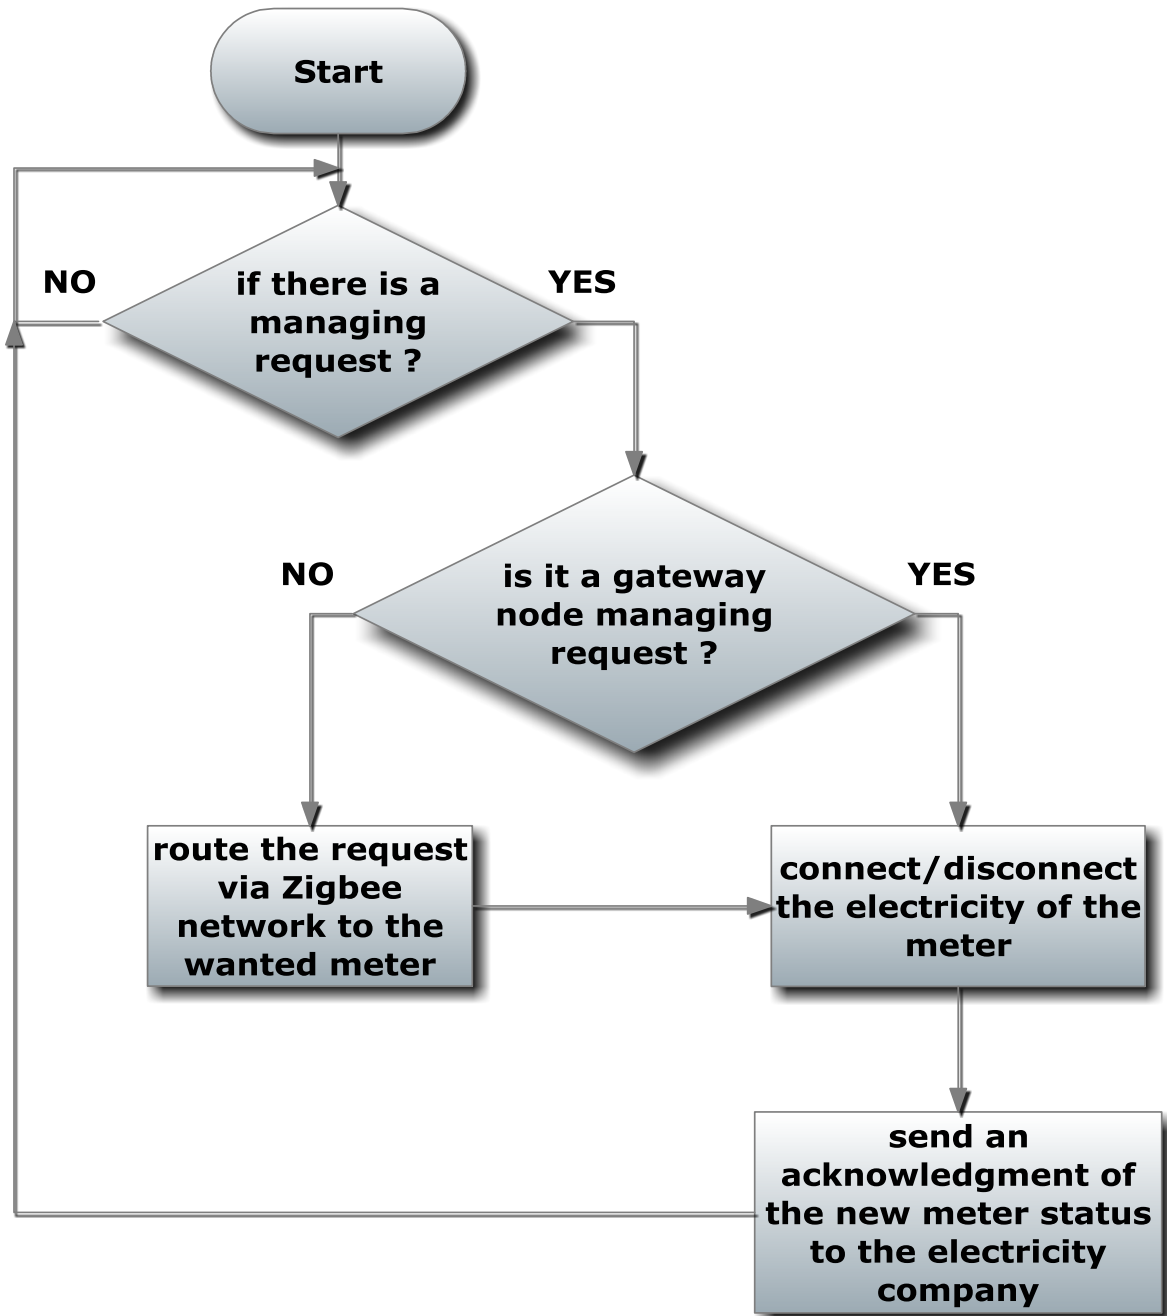 Start
NO
YES
if there is a
managing
request ?
NO
YES
is it a gateway
node managing
request ?
route the request
via Zigbee
network to the
wanted meter
connect/disconnect
the electricity of the
meter
send an
acknowledgment of
the new meter status
to the electricity
company